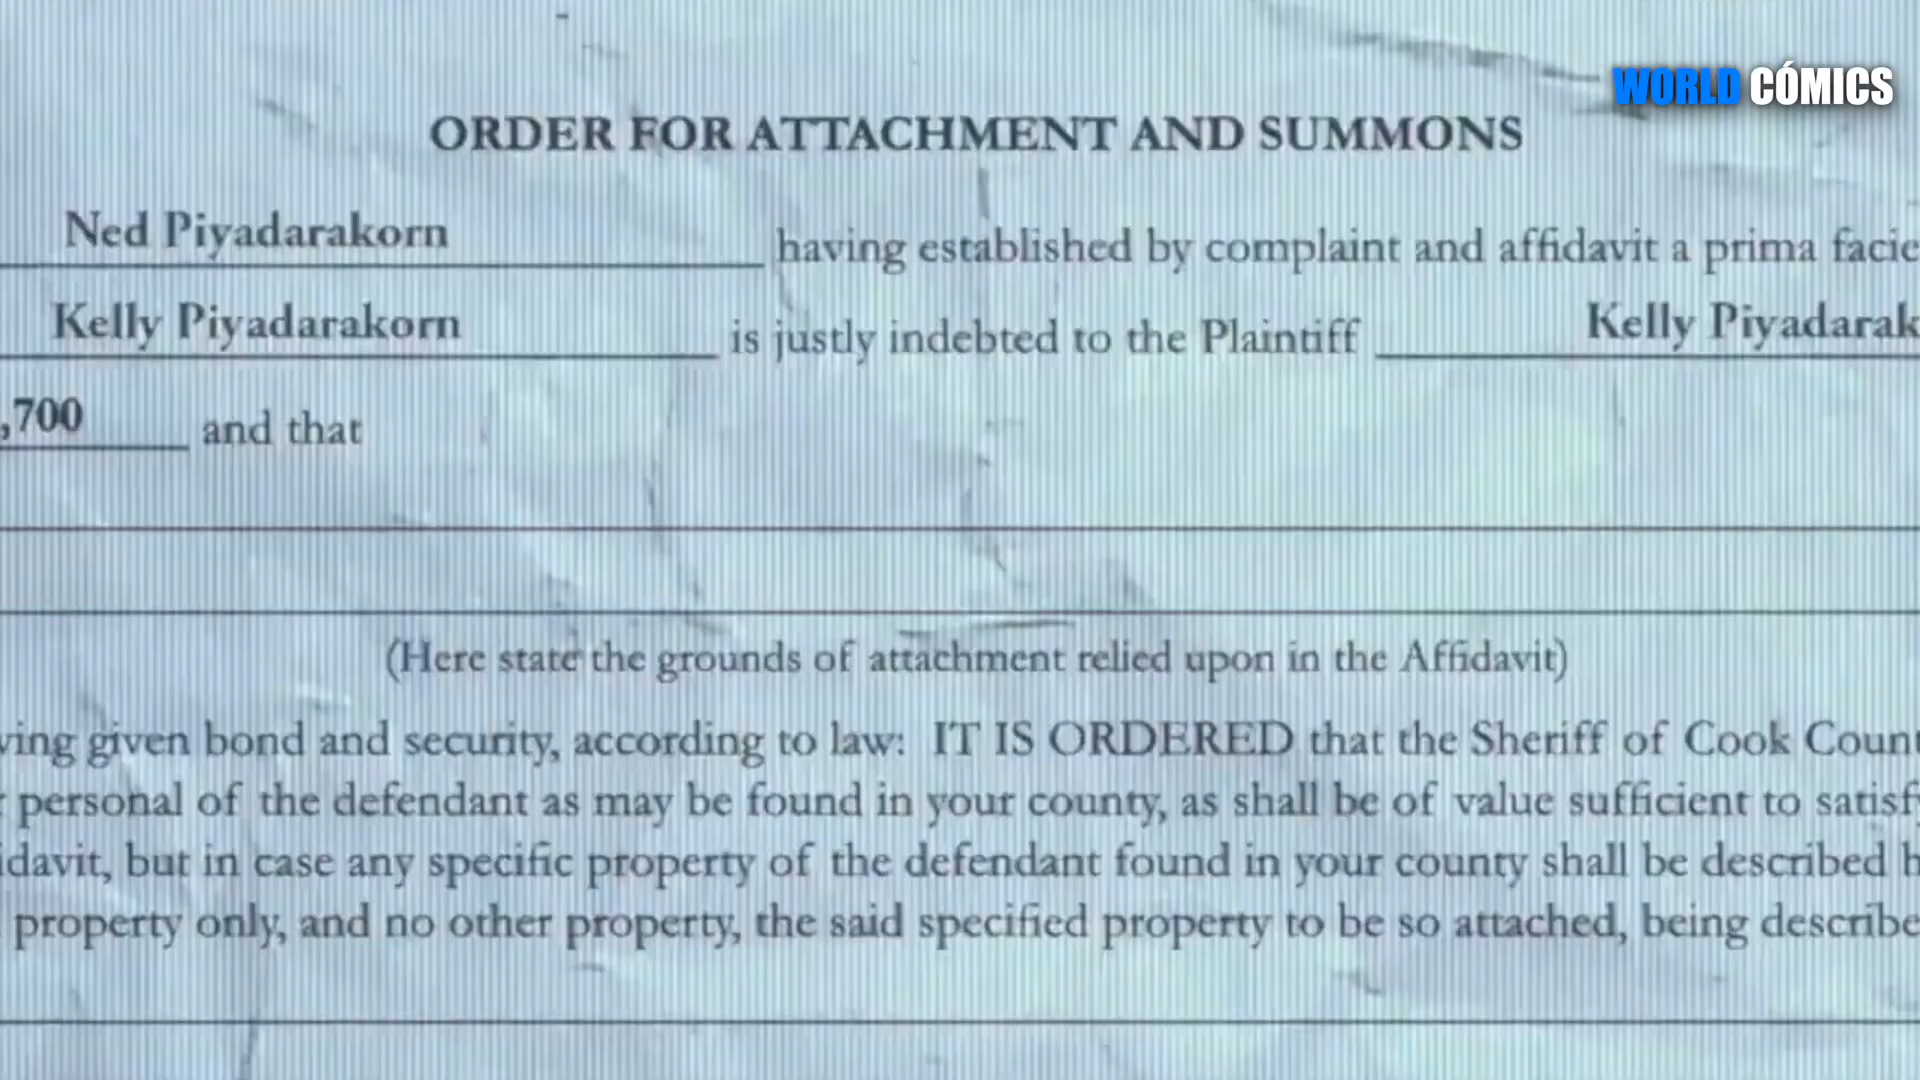 WORLD CÓMICS
ORDER FOR ATTACHMENT AND SUMMONS
Ned Piyadarakorn having established by complaint and affidavit a prima facie
Kelly Piyadarakorn is justly indebted to the Plaintiff Kelly Piyadarak
,700 and that
(Here state the grounds of attachment relied upon in the Affidavit)
ving given bond and security, according to law: IT IS ORDERED that the Sheriff of Cook Count
personal of the defendant as may be found in your county, as shall be of value sufficient to satisfy
idavit, but in case any specific property of the defendant found in your county shall be described b
property only, and no other property, the said specified property to be so attached, being describe